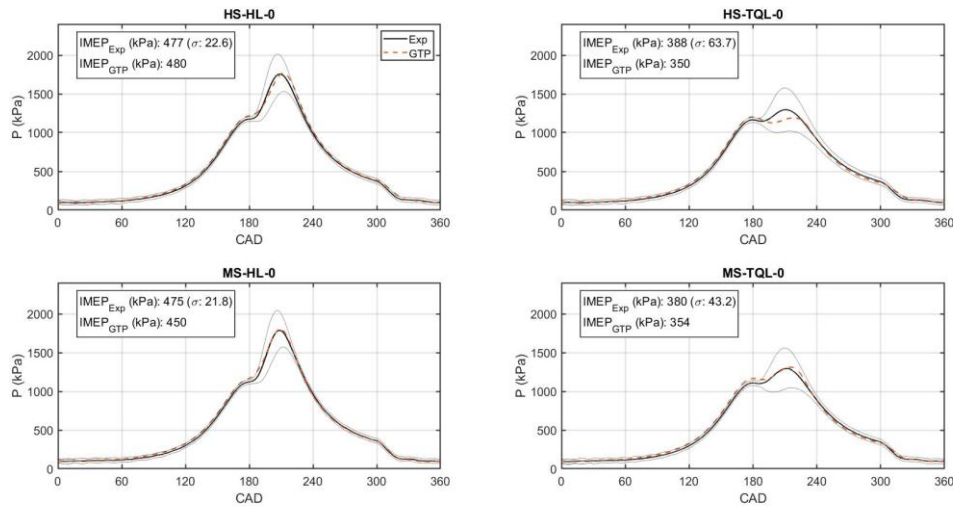 HS-HL-0
IMEP_Exp (kPa): 477 (σ: 22.6)
IMEP_GTP (kPa): 480
Exp
GTP
P (kPa)
2000
1500
1000
500
0
0 60 120 180 240 300 360
CAD
HS-TQL-0
IMEP_Exp (kPa): 388 (σ: 63.7)
IMEP_GTP (kPa): 350
P (kPa)
2000
1500
1000
500
0
0 60 120 180 240 300 360
CAD
MS-HL-0
IMEP_Exp (kPa): 475 (σ: 21.8)
IMEP_GTP (kPa): 450
P (kPa)
2000
1500
1000
500
0
0 60 120 180 240 300 360
CAD
MS-TQL-0
IMEP_Exp (kPa): 380 (σ: 43.2)
IMEP_GTP (kPa): 354
P (kPa)
2000
1500
1000
500
0
0 60 120 180 240 300 360
CAD